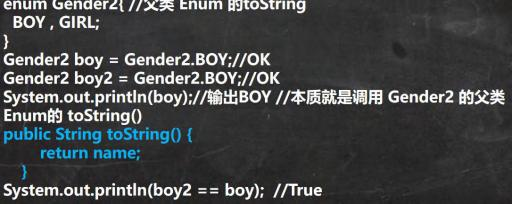 enum Gender2{ //父类 Enum 的toString
BOY , GIRL;
}
Gender2 boy = Gender2.BOY;//OK
Gender2 boy2 = Gender2.BOY;//OK
System.out.println(boy);//输出BOY //本质就是调用 Gender2 的父类
Enum的 toString()
public String toString() {
return name;
}
System.out.println(boy2 == boy);  //True